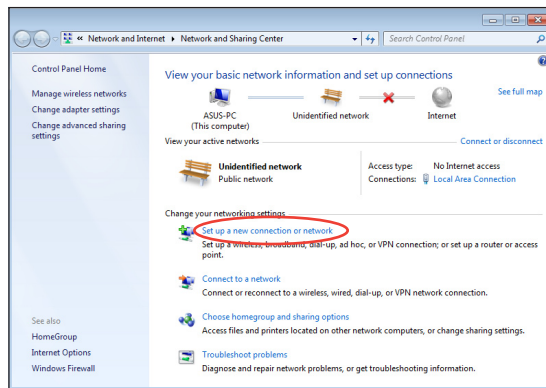 « Network and Internet ▸ Network and Sharing Center
Search Control Panel
Control Panel Home
Manage wireless networks
Change adapter settings
Change advanced sharing
settings
View your basic network information and set up connections
See full map
ASUS-PC
(This computer)
Unidentified network
Internet
View your active networks
Connect or disconnect
Unidentified network
Public network
Access type: No Internet access
Connections: Local Area Connection
Change your networking settings
Set up a new connection or network
Set up a wireless, broadband, dial-up, ad hoc, or VPN connection; or set up a router or access
point.
Connect to a network
Connect or reconnect to a wireless, wired, dial-up, or VPN network connection.
Choose homegroup and sharing options
Access files and printers located on other network computers, or change sharing settings.
Troubleshoot problems
Diagnose and repair network problems, or get troubleshooting information.
See also
HomeGroup
Internet Options
Windows Firewall